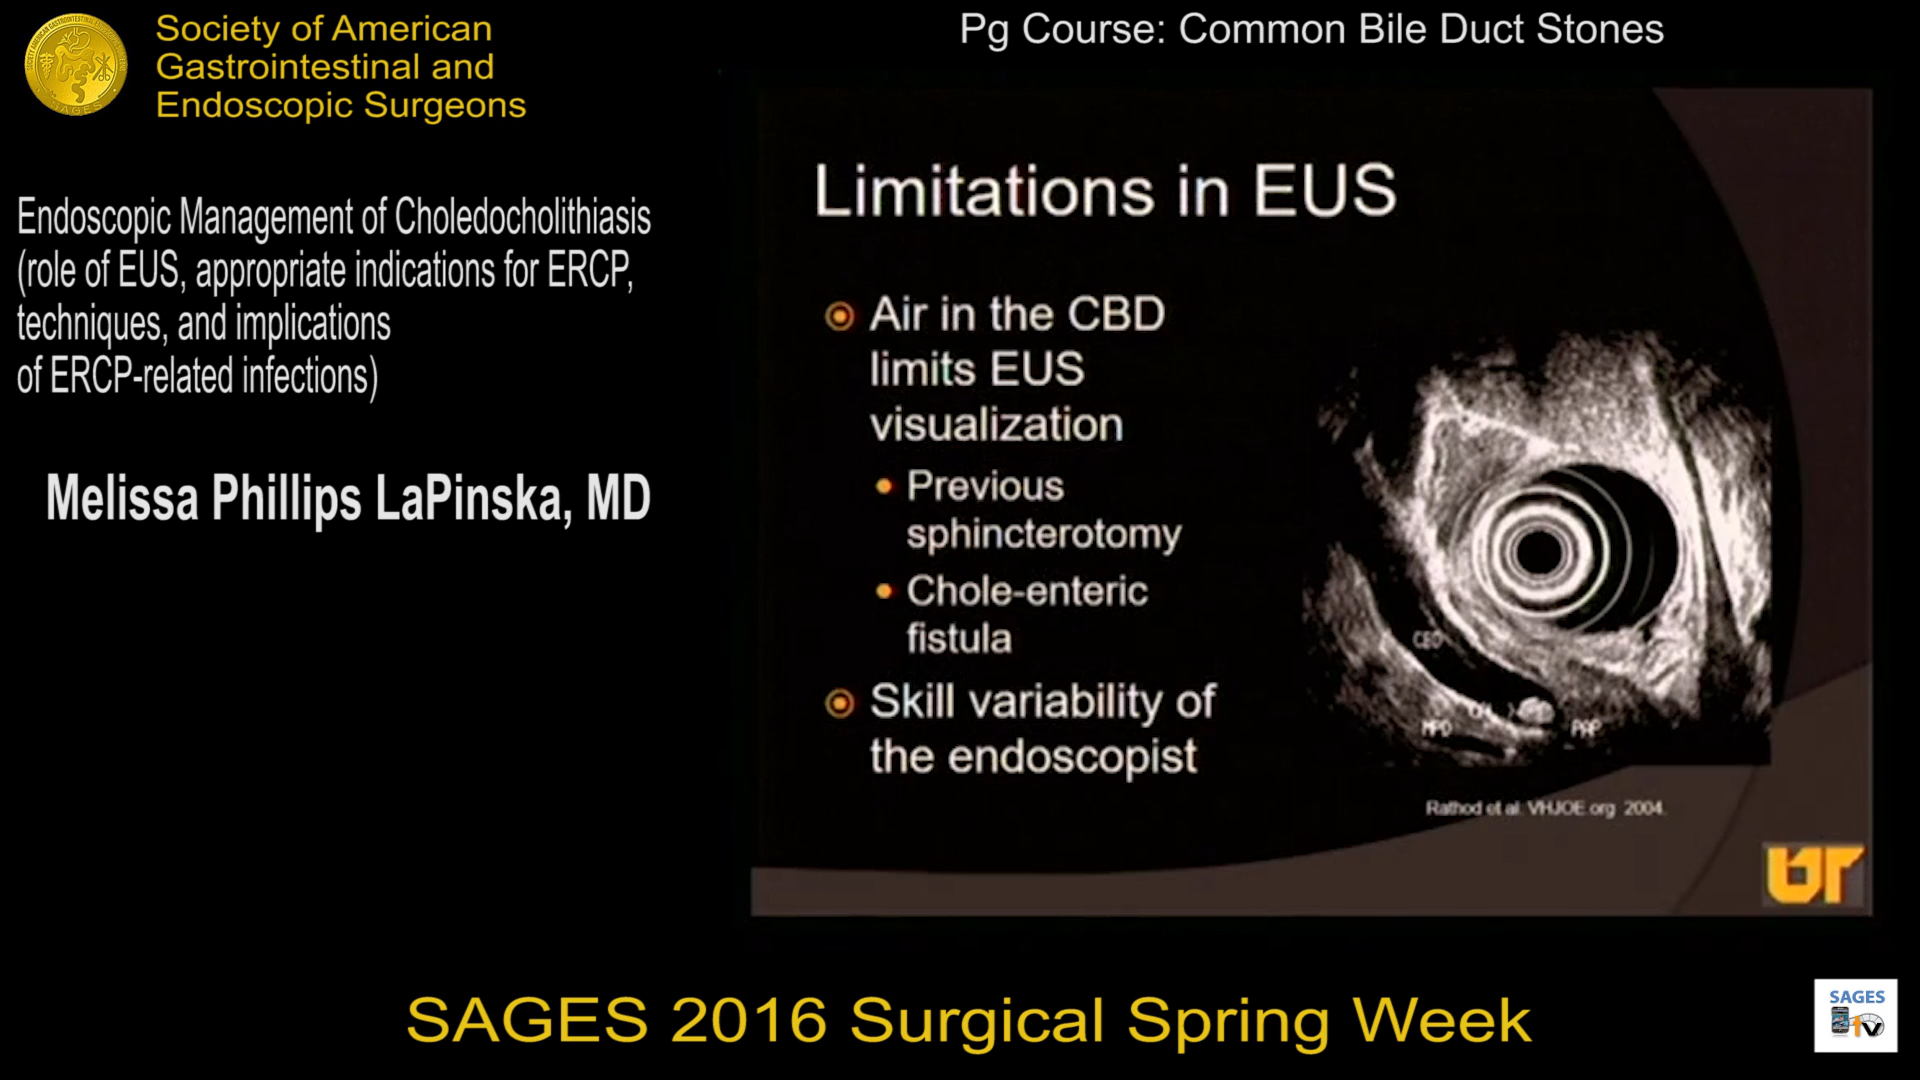 Society of American
Gastrointestinal and
Endoscopic Surgeons
Pg Course: Common Bile Duct Stones
Endoscopic Management of Choledocholithiasis
(role of EUS, appropriate indications for ERCP,
techniques, and implications
of ERCP-related infections)
Melissa Phillips LaPinska, MD
Limitations in EUS
Air in the CBD
limits EUS
visualization
Previous
sphincterotomy
Chole-enteric
fistula
Skill variability of
the endoscopist
CBD
MPD
PAP
Rathod et al. VHJOE.org 2004.
UT
SAGES 2016 Surgical Spring Week
SAGES
tv